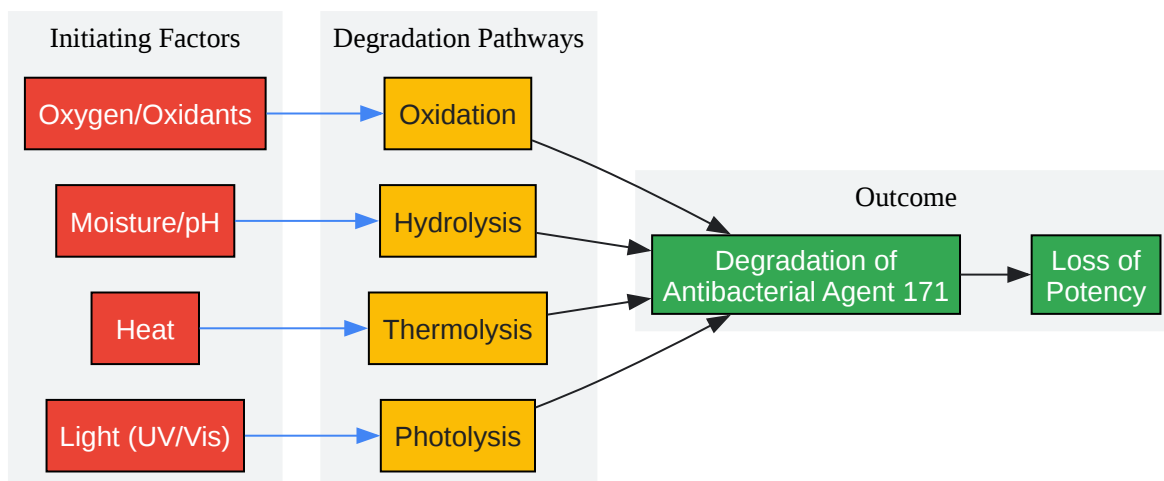 Initiating Factors
Degradation Pathways
Oxygen/Oxidants
Oxidation
Moisture/pH
Hydrolysis
Heat
Thermolysis
Light (UV/Vis)
Photolysis
Outcome
Degradation of
Antibacterial Agent 171
Loss of
Potency